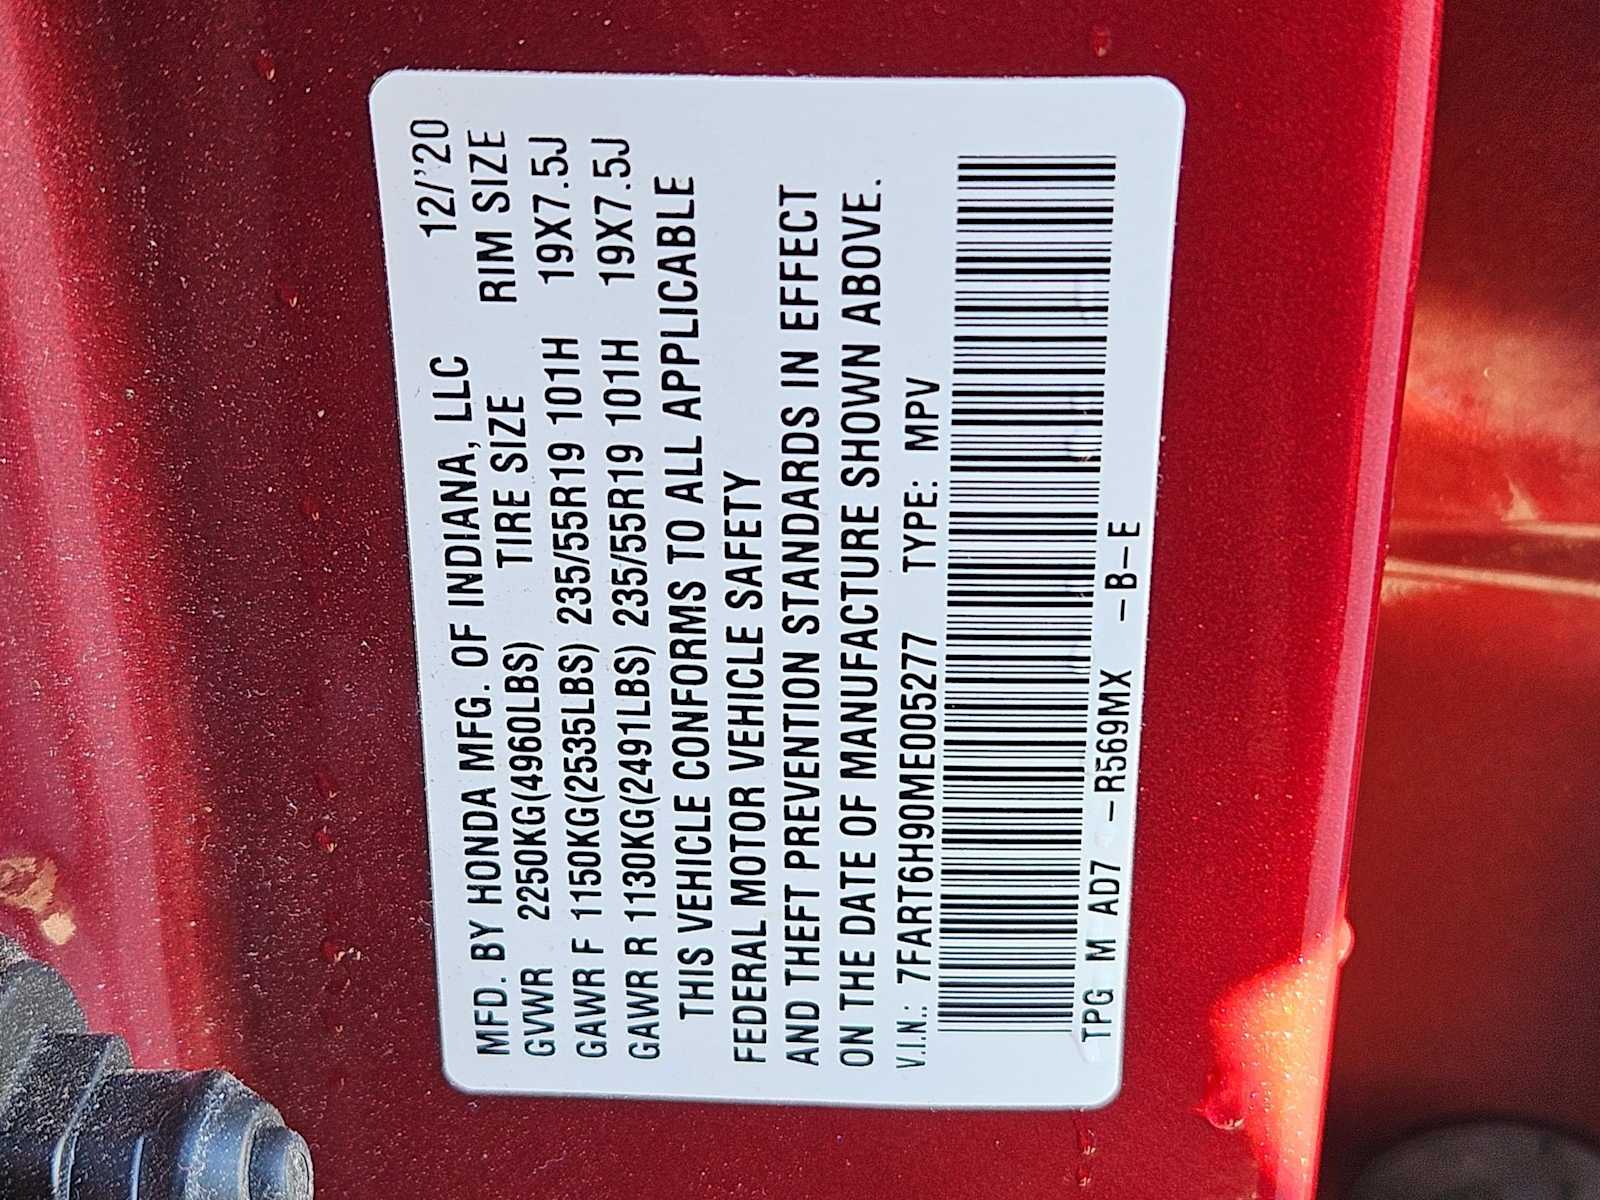 MFD. BY HONDA MFG. OF INDIANA, LLC 12/'20
TIRE SIZE RIM SIZE
GVWR 2250KG(4960LBS)
GAWR F 1150KG(2535LBS) 235/55R19 101H 19X7.5J
GAWR R 1130KG(2491LBS) 235/55R19 101H 19X7.5J
THIS VEHICLE CONFORMS TO ALL APPLICABLE
FEDERAL MOTOR VEHICLE SAFETY
AND THEFT PREVENTION STANDARDS IN EFFECT
ON THE DATE OF MANUFACTURE SHOWN ABOVE.
V.I.N.: 7FART6H90ME005277 TYPE: MPV
TPG M AD7 -R569MX -B-E